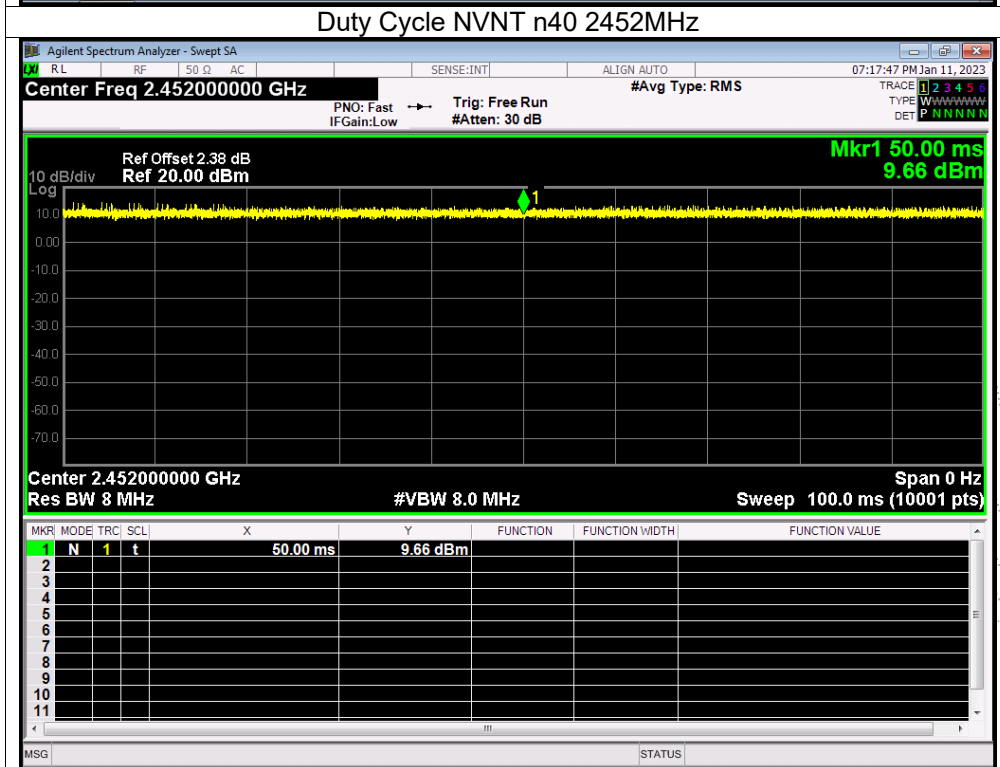 Duty Cycle NVNT n40 2452MHz
Agilent Spectrum Analyzer - Swept SA
LXI RL RF 50 Ω AC SENSE:INT ALIGN AUTO 07:17:47 PM Jan 11, 2023
Center Freq 2.452000000 GHz #Avg Type: RMS TRACE 1 2 3 4 5 6
PNO: Fast Trig: Free Run TYPE WWWWWW
IFGain:Low #Atten: 30 dB DET P N N N N N
Mkr1 50.00 ms
Ref Offset 2.38 dB
10 dB/div Ref 20.00 dBm 9.66 dBm
Log
1
10.0
0.00
-10.0
-20.0
-30.0
-40.0
-50.0
-60.0
-70.0
Center 2.452000000 GHz Span 0 Hz
Res BW 8 MHz #VBW 8.0 MHz Sweep 100.0 ms (10001 pts)
MKR MODE TRC SCL X Y FUNCTION FUNCTION WIDTH FUNCTION VALUE
1 N 1 t 50.00 ms 9.66 dBm
2
3
4
5
6
7
8
9
10
11
MSG STATUS